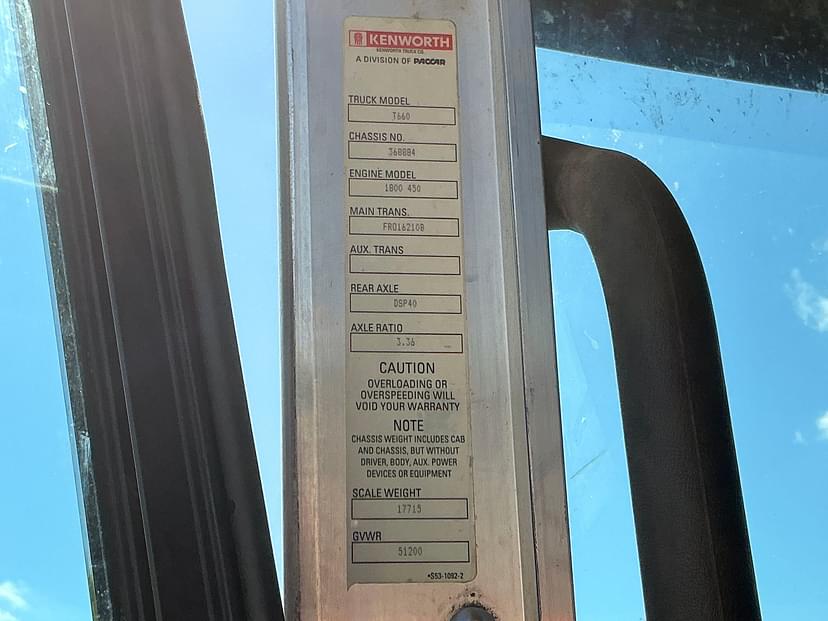 KENWORTH
KENWORTH TRUCK CO.
A DIVISION OF PACCAR
TRUCK MODEL
T660
CHASSIS NO.
368884
ENGINE MODEL
1800 450
MAIN TRANS.
FRO16210B
AUX. TRANS
REAR AXLE
DSP40
AXLE RATIO
3.36
CAUTION
OVERLOADING OR
OVERSPEEDING WILL
VOID YOUR WARRANTY
NOTE
CHASSIS WEIGHT INCLUDES CAB
AND CHASSIS, BUT WITHOUT
DRIVER, BODY, AUX. POWER
DEVICES OR EQUIPMENT
SCALE WEIGHT
17715
GVWR
51200
•S53-1092-2